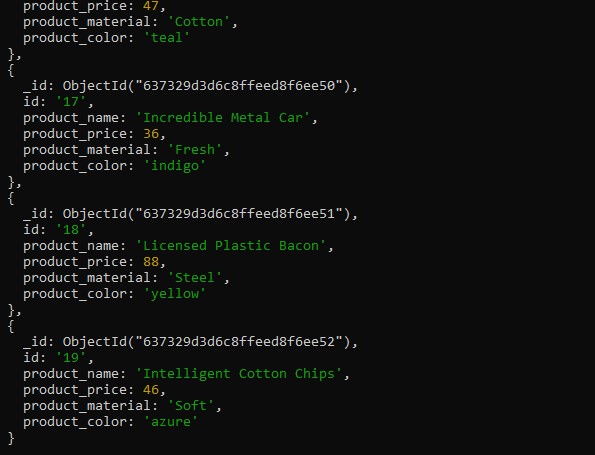 product_price: 47,
product_material: 'Cotton',
product_color: 'teal'
},
{
_id: ObjectId("637329d3d6c8ffeed8f6ee50"),
id: '17',
product_name: 'Incredible Metal Car',
product_price: 36,
product_material: 'Fresh',
product_color: 'indigo'
},
{
_id: ObjectId("637329d3d6c8ffeed8f6ee51"),
id: '18',
product_name: 'Licensed Plastic Bacon',
product_price: 88,
product_material: 'Steel',
product_color: 'yellow'
},
{
_id: ObjectId("637329d3d6c8ffeed8f6ee52"),
id: '19',
product_name: 'Intelligent Cotton Chips',
product_price: 46,
product_material: 'Soft',
product_color: 'azure'
}